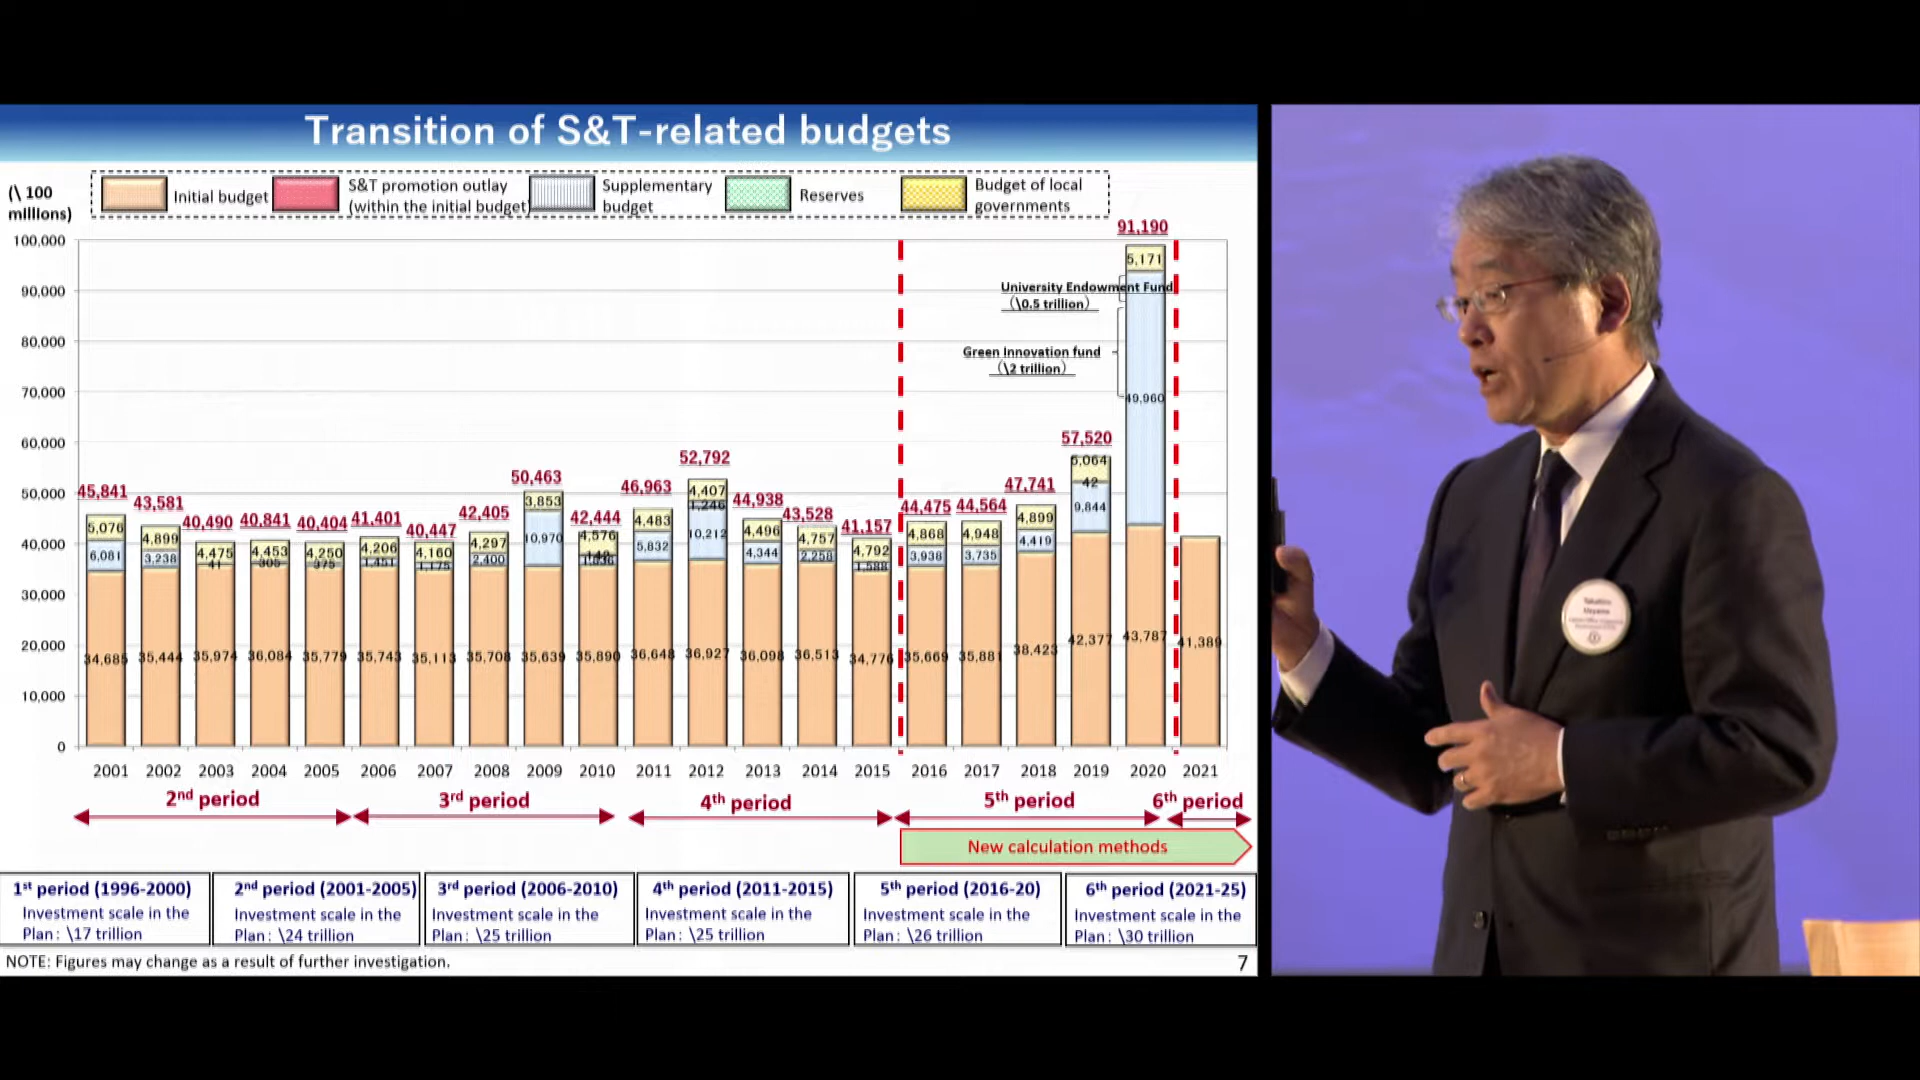 Transition of S&T-related budgets
(\ 100
millions)
Initial budget
S&T promotion outlay
(within the initial budget)
Supplementary
budget
Reserves
Budget of local
governments
100,000
90,000
80,000
70,000
60,000
50,000
40,000
30,000
20,000
10,000
0
45,841
43,581
40,490
40,841
40,404
41,401
40,447
42,405
50,463
42,444
46,963
52,792
44,938
43,528
41,157
44,475
44,564
47,741
57,520
91,190
5,076
4,899
4,475
4,453
4,250
4,206
4,160
4,297
3,853
4,576
4,483
4,407
4,496
4,757
4,792
4,868
4,948
4,899
5,171
University Endowment Fund
(\0.5 trillion)
Green Innovation fund
(\2 trillion)
6,081
3,238
41
305
375
1,451
1,175
2,400
10,970
5,832
1,246
10,212
4,344
2,258
1,588
3,938
3,735
4,419
42
9,844
49,960
34,685
35,444
35,974
36,084
35,779
35,743
35,113
35,708
35,639
35,890
36,648
36,927
36,098
36,513
34,776
35,669
35,881
38,423
42,377
43,787
41,389
2001 2002 2003 2004 2005 2006 2007 2008 2009 2010 2011 2012 2013 2014 2015 2016 2017 2018 2019 2020 2021
2nd period
3rd period
4th period
5th period
6th period
New calculation methods
1st period (1996-2000)
Investment scale in the
Plan: \17 trillion
2nd period (2001-2005)
Investment scale in the
Plan: \24 trillion
3rd period (2006-2010)
Investment scale in the
Plan: \25 trillion
4th period (2011-2015)
Investment scale in the
Plan: \25 trillion
5th period (2016-20)
Investment scale in the
Plan: \26 trillion
6th period (2021-25)
Investment scale in the
Plan: \30 trillion
NOTE: Figures may change as a result of further investigation.
7